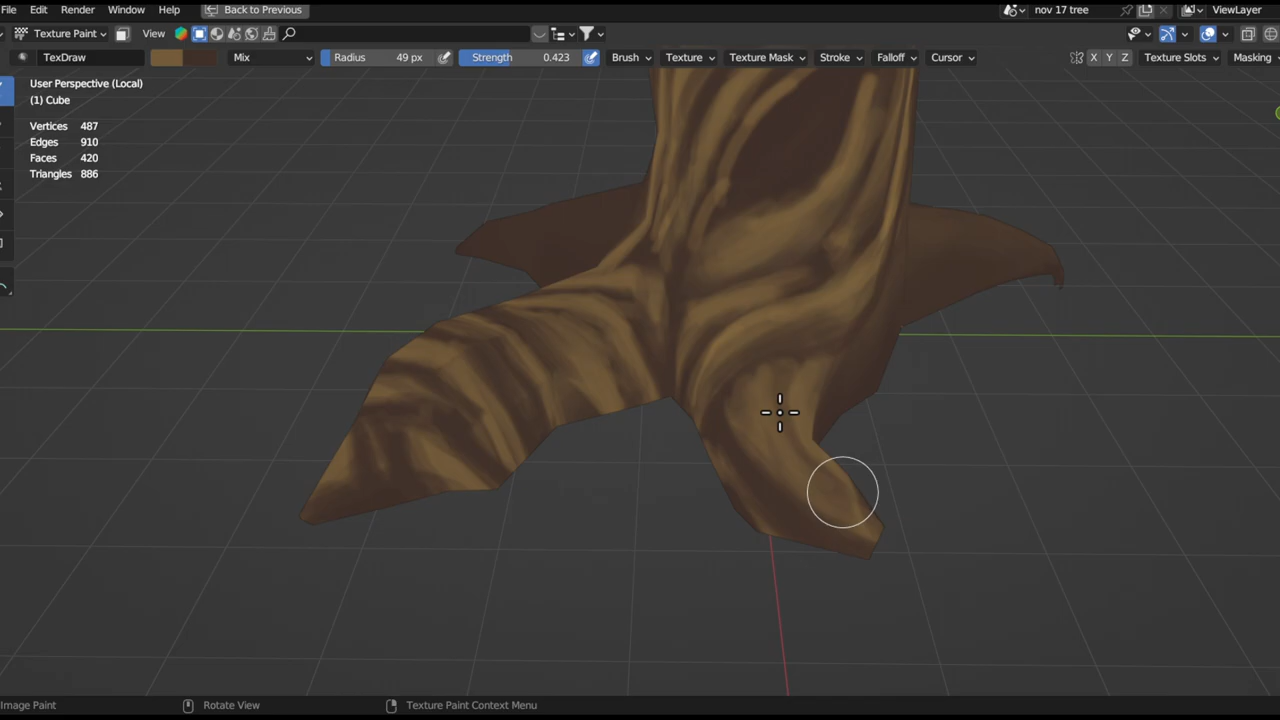 File Edit Render Window Help Back to Previous nov 17 tree ViewLayer
Texture Paint View
TexDraw Mix Radius 49 px Strength 0.423 Brush Texture Texture Mask Stroke Falloff Cursor X Y Z Texture Slots Masking
User Perspective (Local)
(1) Cube
Vertices 487
Edges 910
Faces 420
Triangles 886
Image Paint Rotate View Texture Paint Context Menu